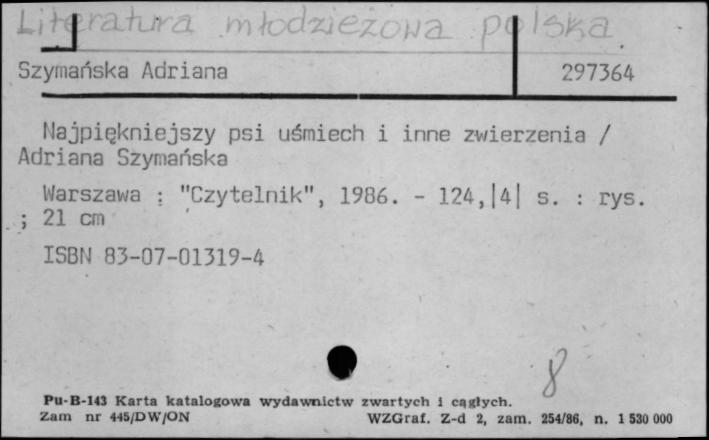 Literatura młodzieżowa polska
Szymańska Adriana 297364
Najpiękniejszy psi uśmiech i inne zwierzenia /
Adriana Szymańska
Warszawa : "Czytelnik", 1986. - 124,|4| s. : rys.
; 21 cm
ISBN 83-07-01319-4
8
Pu-B-143 Karta katalogowa wydawnictw zwartych i ciągłych.
Zam nr 445/DW/ON WZGraf. Z-d 2, zam. 254/86, n. 1 530 000